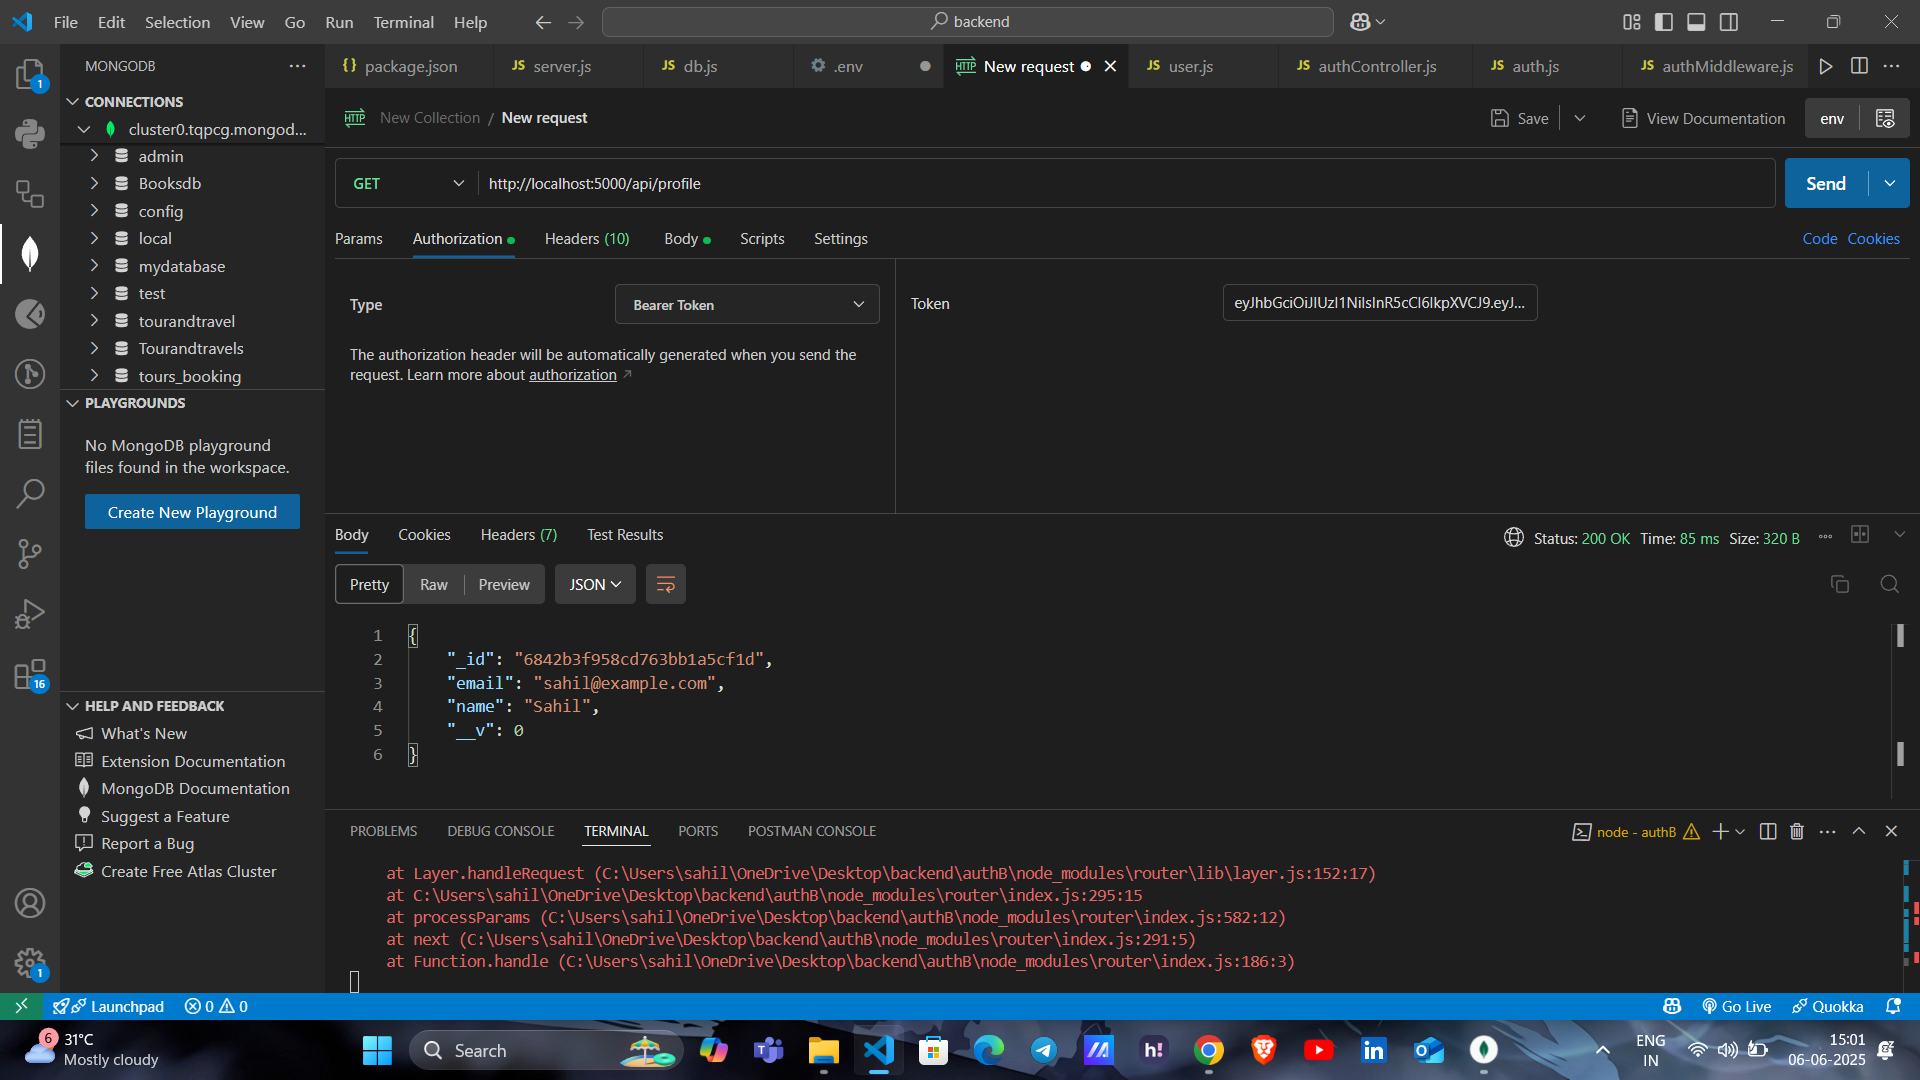 File Edit Selection View Go Run Terminal Help
backend
MONGODB
CONNECTIONS
cluster0.tqpcg.mongod...
admin
Booksdb
config
local
mydatabase
test
tourandtravel
Tourandtravels
tours_booking
PLAYGROUNDS
No MongoDB playground
files found in the workspace.
Create New Playground
HELP AND FEEDBACK
What's New
Extension Documentation
MongoDB Documentation
Suggest a Feature
Report a Bug
Create Free Atlas Cluster
1
16
1
{} package.json
JS server.js
JS db.js
.env
HTTP New request
JS user.js
JS authController.js
JS auth.js
JS authMiddleware.js
HTTP New Collection / New request
Save
View Documentation
env
GET
http://localhost:5000/api/profile
Send
Params Authorization Headers (10) Body Scripts Settings
Code Cookies
Type
Bearer Token
The authorization header will be automatically generated when you send the
request. Learn more about authorization
Token
eyJhbGciOiJIUzI1NiIsInR5cCI6IkpXVCJ9.eyJ...
Body Cookies Headers (7) Test Results
Status: 200 OK Time: 85 ms Size: 320 B
Pretty Raw Preview JSON
1 {
2 "_id": "6842b3f958cd763bb1a5cf1d",
3 "email": "sahil@example.com",
4 "name": "Sahil",
5 "__v": 0
6 }
PROBLEMS DEBUG CONSOLE TERMINAL PORTS POSTMAN CONSOLE
node - authB
at Layer.handleRequest (C:\Users\sahil\OneDrive\Desktop\backend\authB\node_modules\router\lib\layer.js:152:17)
at C:\Users\sahil\OneDrive\Desktop\backend\authB\node_modules\router\index.js:295:15
at processParams (C:\Users\sahil\OneDrive\Desktop\backend\authB\node_modules\router\index.js:582:12)
at next (C:\Users\sahil\OneDrive\Desktop\backend\authB\node_modules\router\index.js:291:5)
at Function.handle (C:\Users\sahil\OneDrive\Desktop\backend\authB\node_modules\router\index.js:186:3)
Launchpad
0 0
Go Live
Quokka
6
31°C
Mostly cloudy
Search
h!
in
ENG
IN
15:01
06-06-2025